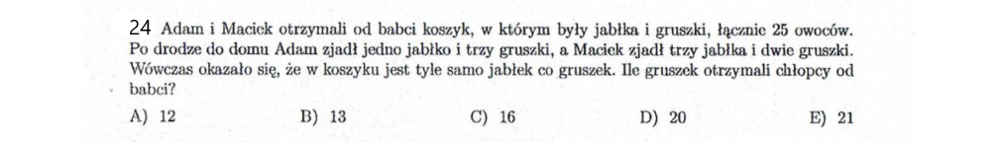 24 Adam i Maciek otrzymali od babci koszyk, w którym były jabłka i gruszki, łącznie 25 owoców.
Po drodze do domu Adam zjadł jedno jabłko i trzy gruszki, a Maciek zjadł trzy jabłka i dwie gruszki.
Wówczas okazało się, że w koszyku jest tyle samo jabłek co gruszek. Ile gruszek otrzymali chłopcy od
babci?
A) 12 B) 13 C) 16 D) 20 E) 21